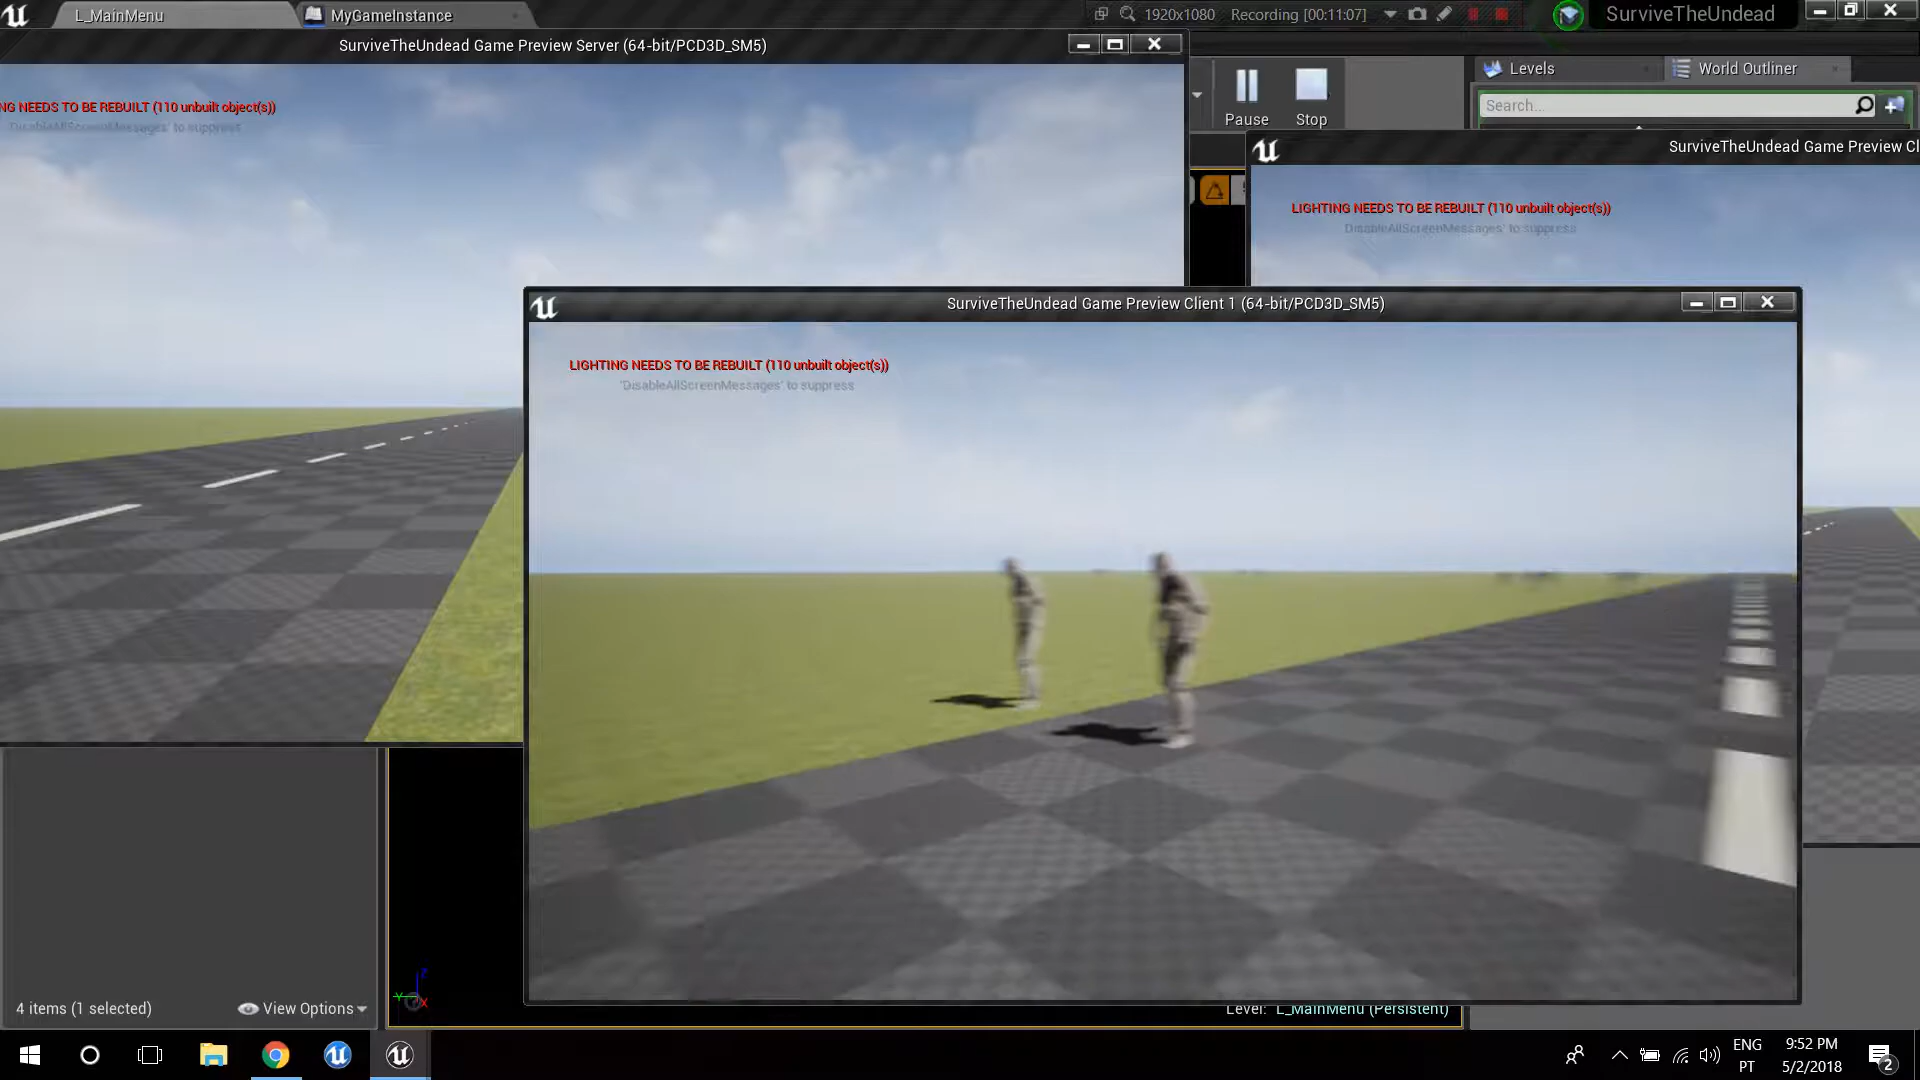 L_MainMenu
MyGameInstance
1920x1080
Recording [00:11:07]
SurviveTheUndead
SurviveTheUndead Game Preview Server (64-bit/PCD3D_SM5)
NG NEEDS TO BE REBUILT (110 unbuilt object(s))
DisableAllScreenMessages' to suppress
Pause
Stop
Levels
World Outliner
Search...
SurviveTheUndead Game Preview Cl
LIGHTING NEEDS TO BE REBUILT (110 unbuilt object(s))
DisableAllScreenMessages' to suppress
SurviveTheUndead Game Preview Client 1 (64-bit/PCD3D_SM5)
LIGHTING NEEDS TO BE REBUILT (110 unbuilt object(s))
'DisableAllScreenMessages' to suppress
4 items (1 selected)
View Options
Level: L_MainMenu (Persistent)
ENG
PT
9:52 PM
5/2/2018
2